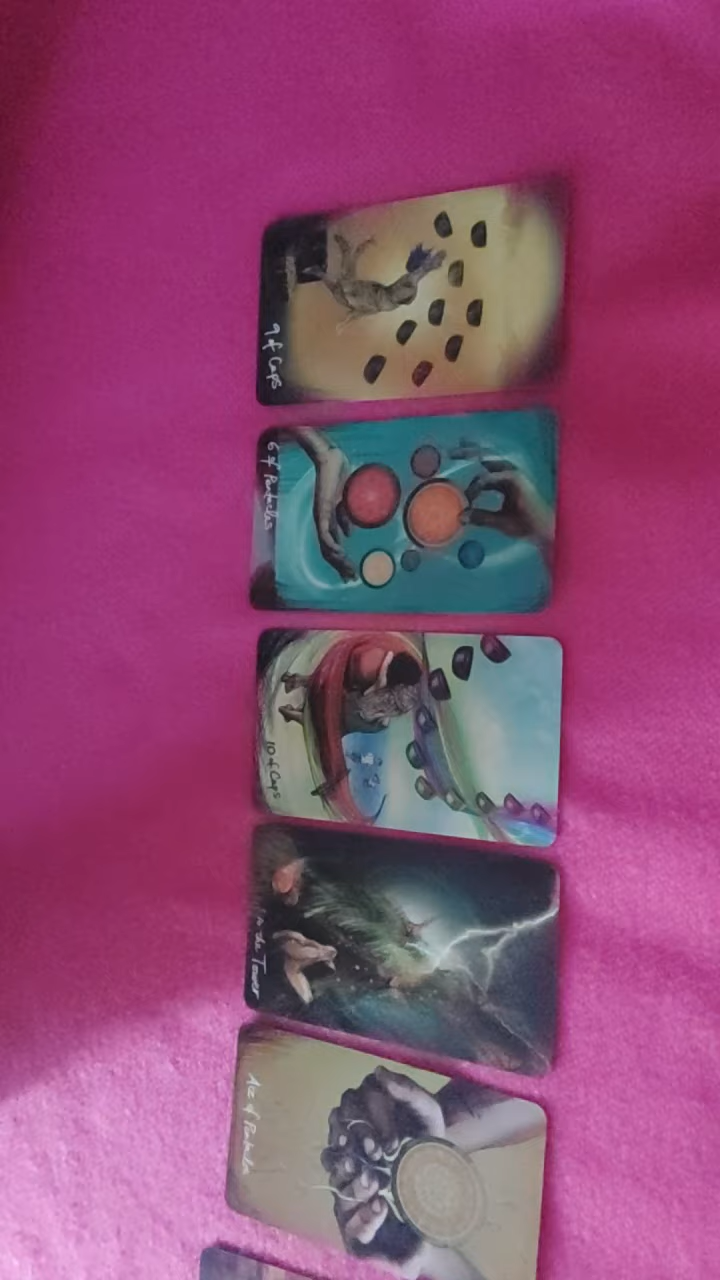 9 of Cups
6 of Pentacles
10 of Cups
the Tower
Ace of Pentacles